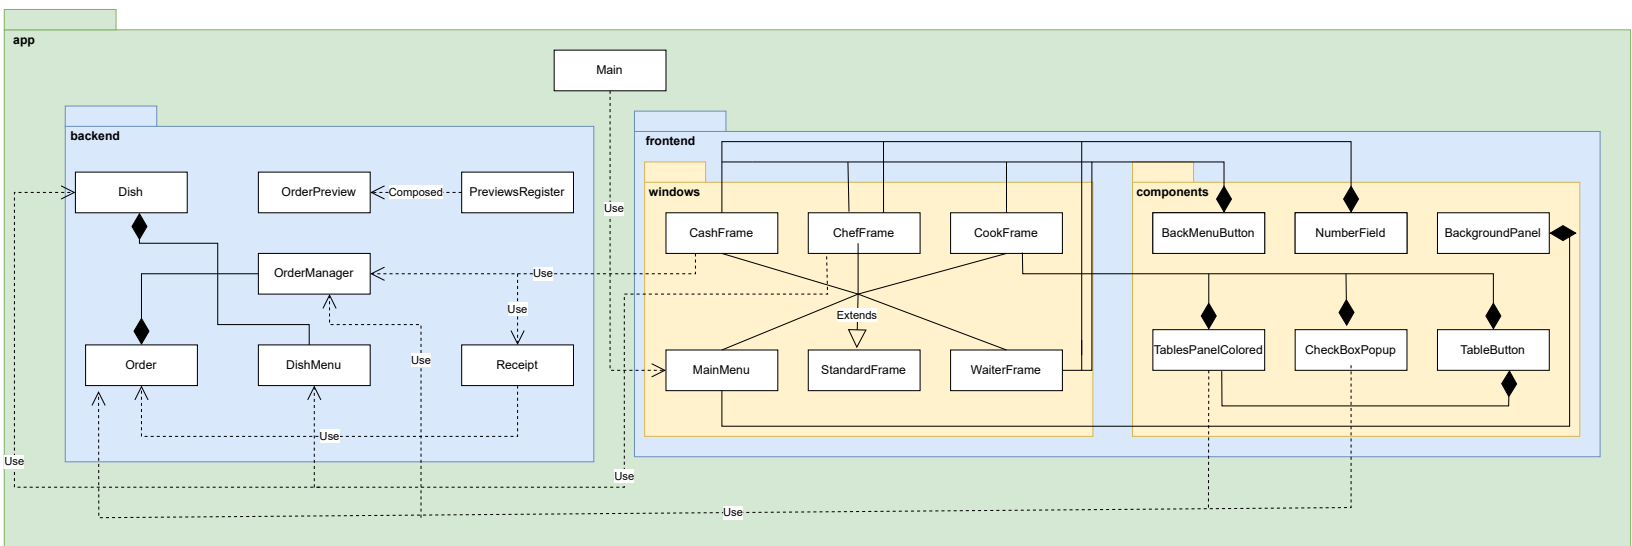 app
Main
backend
frontend
Dish
OrderPreview
Composed
PreviewsRegister
windows
components
Use
CashFrame
ChefFrame
CookFrame
BackMenuButton
NumberField
BackgroundPanel
OrderManager
Use
Use
Extends
Order
DishMenu
Use
Receipt
MainMenu
StandardFrame
WaiterFrame
TablesPanelColored
CheckBoxPopup
TableButton
Use
Use
Use
Use